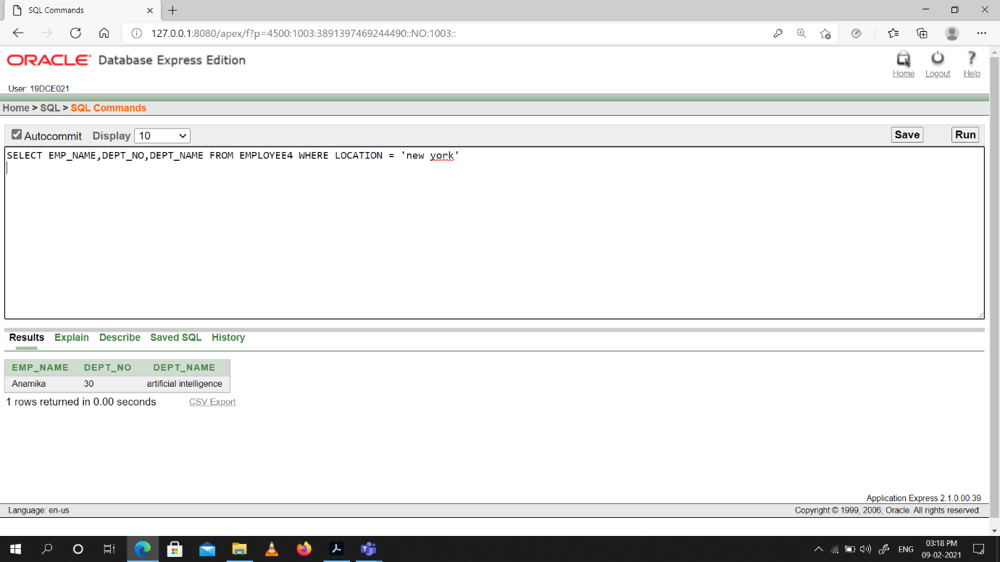 SQL Commands
127.0.0.1:8080/apex/f?p=4500:1003:3891397469244490::NO:1003::
ORACLE Database Express Edition
Home Logout Help
User: 19DCE021
Home > SQL > SQL Commands
Autocommit Display 10 Save Run
SELECT EMP_NAME,DEPT_NO,DEPT_NAME FROM EMPLOYEE4 WHERE LOCATION = 'new york'
Results Explain Describe Saved SQL History
EMP_NAME DEPT_NO DEPT_NAME
Anamika 30 artificial intelligence
1 rows returned in 0.00 seconds CSV Export
Application Express 2.1.0.00.39
Language: en-us Copyright © 1999, 2006, Oracle. All rights reserved.
ENG 03:18 PM
09-02-2021